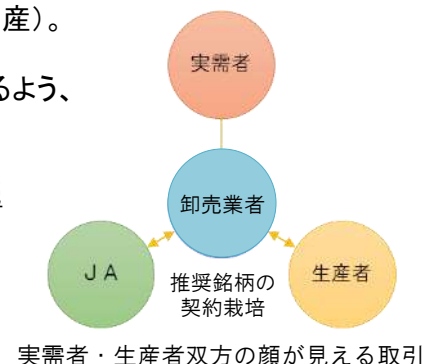 産）。
実需者
るよう、
卸売業者
ＪＡ
推奨銘柄の
契約栽培
生産者
実需者・生産者双方の顔が見える取引